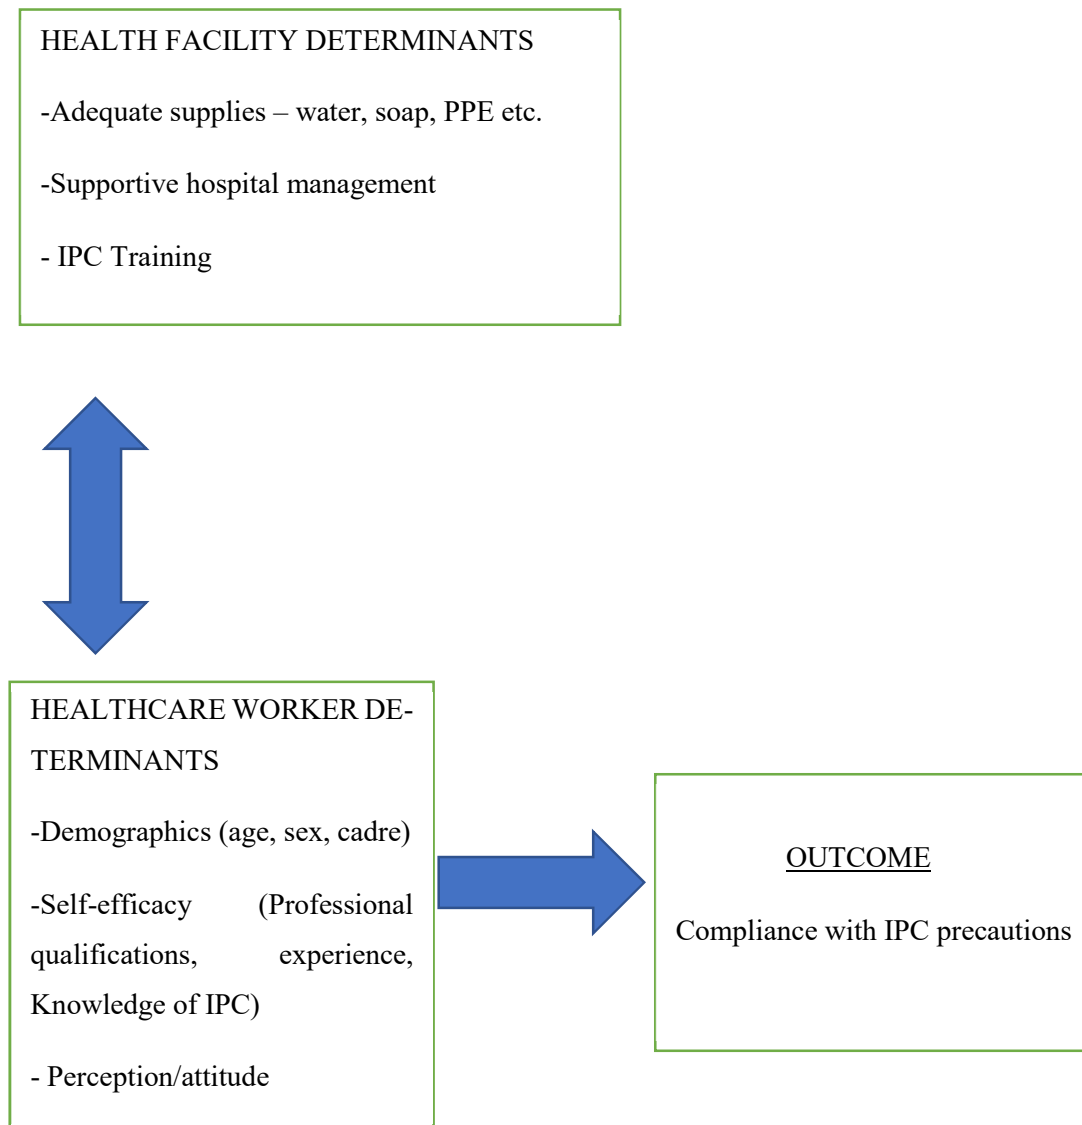 HEALTH FACILITY DETERMINANTS
-Adequate supplies – water, soap, PPE etc.
-Supportive hospital management
- IPC Training
HEALTHCARE WORKER DE-
TERMINANTS
-Demographics (age, sex, cadre)
-Self-efficacy (Professional
qualifications, experience,
Knowledge of IPC)
- Perception/attitude
OUTCOME
Compliance with IPC precautions